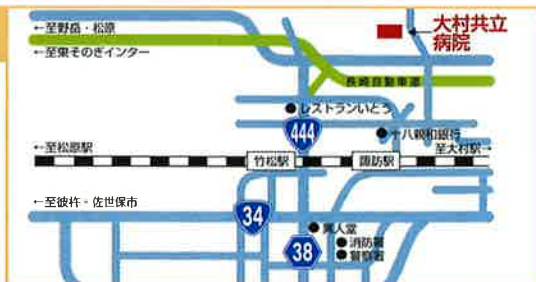 ←至野岳・松原
←至東そのぎインター
大村共立
病院
長崎自動車道
レストランいとう
444
十八親和銀行
←至松原駅
至大村駅→
竹松駅
諏訪駅
←至彼杵・佐世保市
34
38
異人堂
消防署
警察署